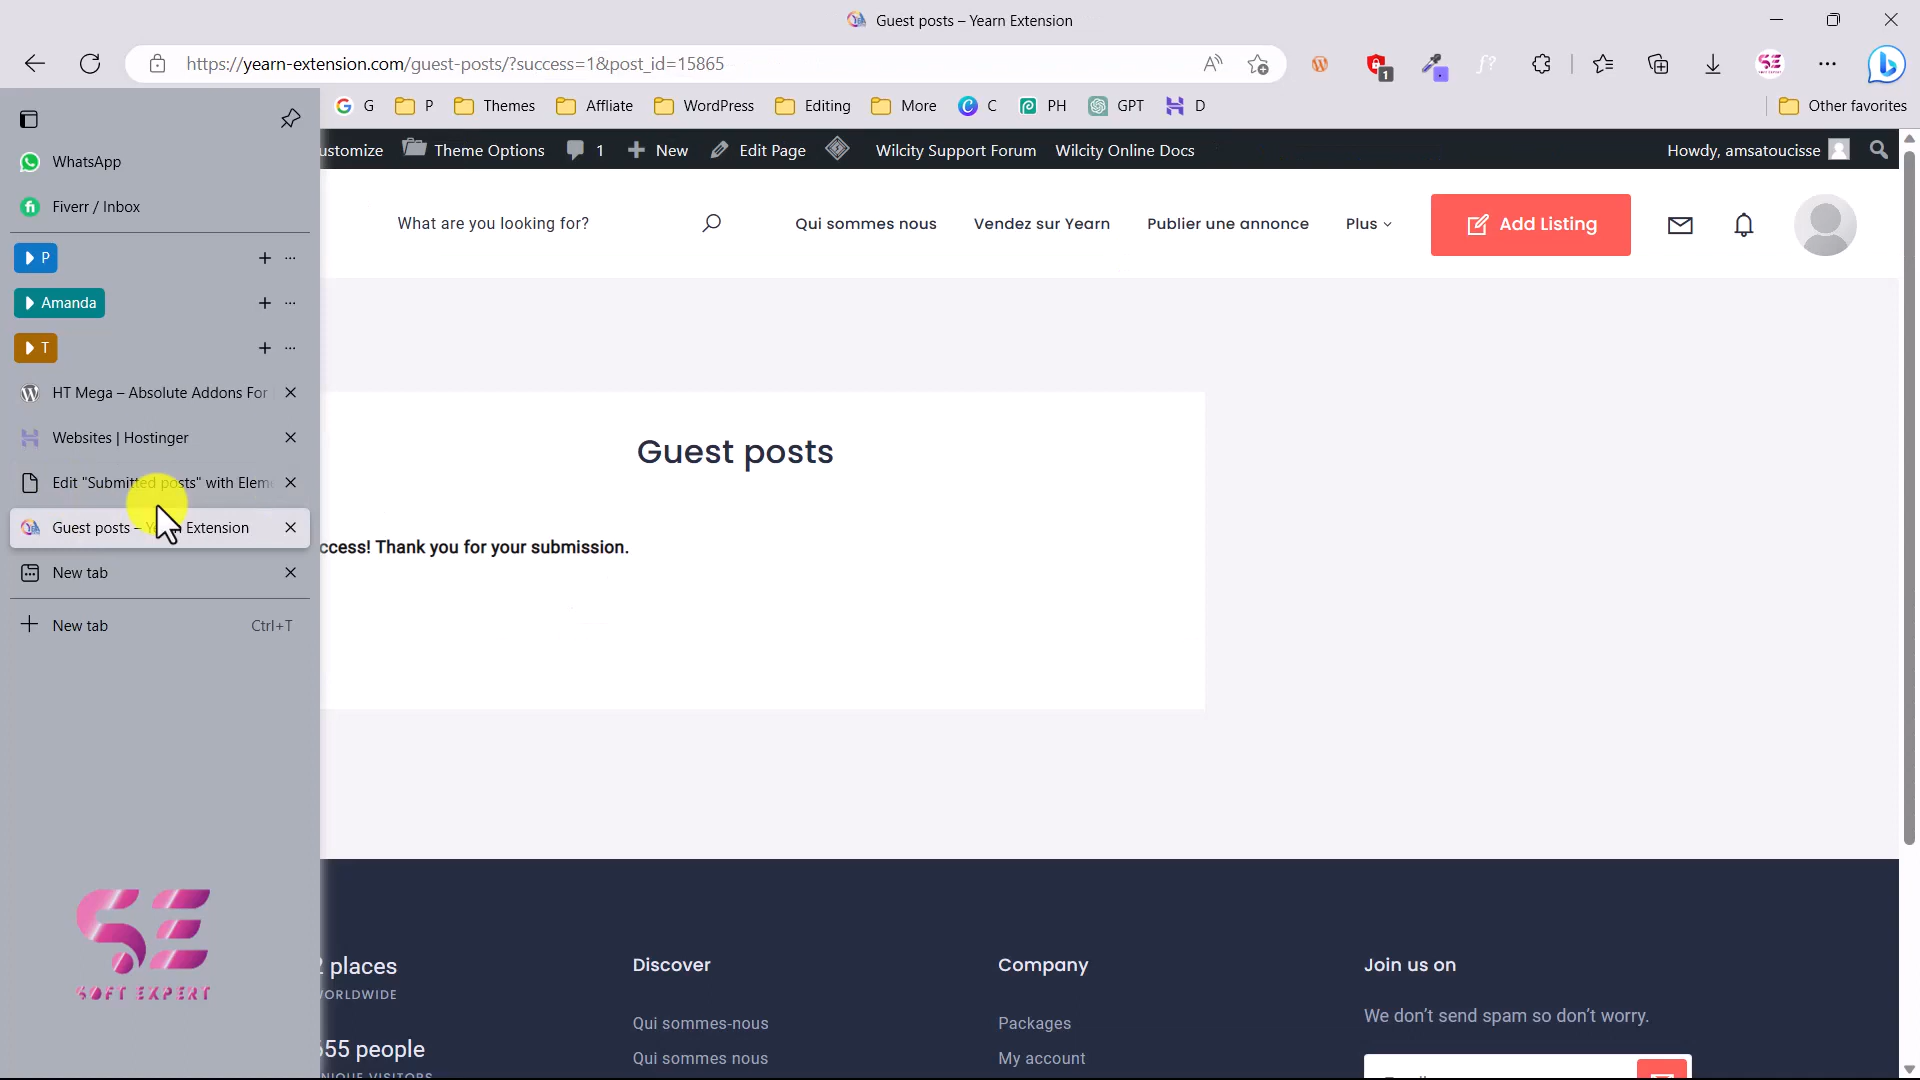 Guest posts – Yearn Extension
https://yearn-extension.com/guest-posts/?success=1&post_id=15865
1
G P Themes Affliate WordPress Editing More C PH GPT D Other favorites
ustomize Theme Options 1 New Edit Page Wilcity Support Forum Wilcity Online Docs Howdy, amsatoucisse
WhatsApp
Fiverr / Inbox
P
Amanda
T
HT Mega – Absolute Addons For
Websites | Hostinger
Edit "Submitted posts" with Eleme
Guest posts – Extension
New tab
New tab Ctrl+T
SOFT EXPERT
What are you looking for? Qui sommes nous Vendez sur Yearn Publier une annonce Plus Add Listing
Guest posts
ccess! Thank you for your submission.
places
ORLDWIDE
55 people
NIQUE VISITORS
Discover
Qui sommes-nous
Qui sommes nous
Company
Packages
My account
Join us on
We don't send spam so don't worry.